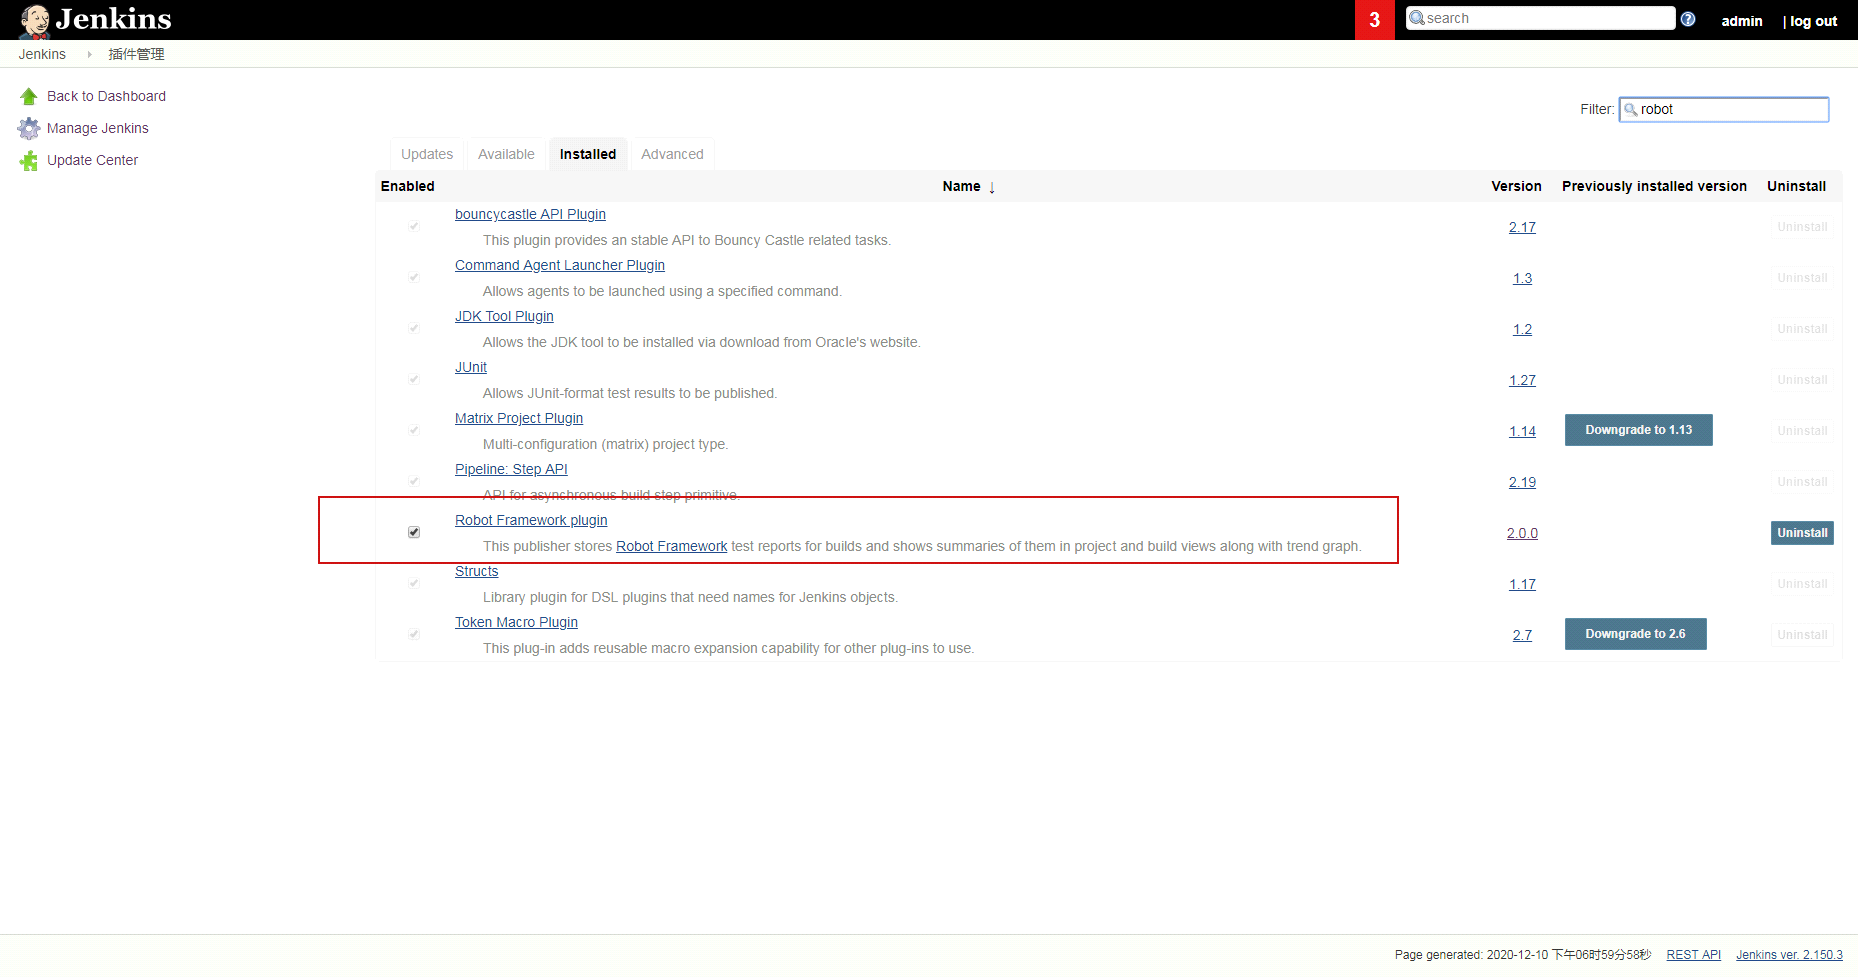 Jenkins
3
search
admin
| log out
Jenkins
插件管理
Back to Dashboard
Manage Jenkins
Update Center
Filter: robot
Updates Available Installed Advanced
Enabled Name ↓ Version Previously installed version Uninstall
bouncycastle API Plugin
This plugin provides an stable API to Bouncy Castle related tasks.
2.17 Uninstall
Command Agent Launcher Plugin
Allows agents to be launched using a specified command.
1.3 Uninstall
JDK Tool Plugin
Allows the JDK tool to be installed via download from Oracle's website.
1.2 Uninstall
JUnit
Allows JUnit-format test results to be published.
1.27 Uninstall
Matrix Project Plugin
Multi-configuration (matrix) project type.
1.14 Downgrade to 1.13 Uninstall
Pipeline: Step API
API for asynchronous build step primitive.
2.19 Uninstall
Robot Framework plugin
This publisher stores Robot Framework test reports for builds and shows summaries of them in project and build views along with trend graph.
2.0.0 Uninstall
Structs
Library plugin for DSL plugins that need names for Jenkins objects.
1.17 Uninstall
Token Macro Plugin
This plug-in adds reusable macro expansion capability for other plug-ins to use.
2.7 Downgrade to 2.6 Uninstall
Page generated: 2020-12-10 下午06时59分58秒 REST API Jenkins ver. 2.150.3